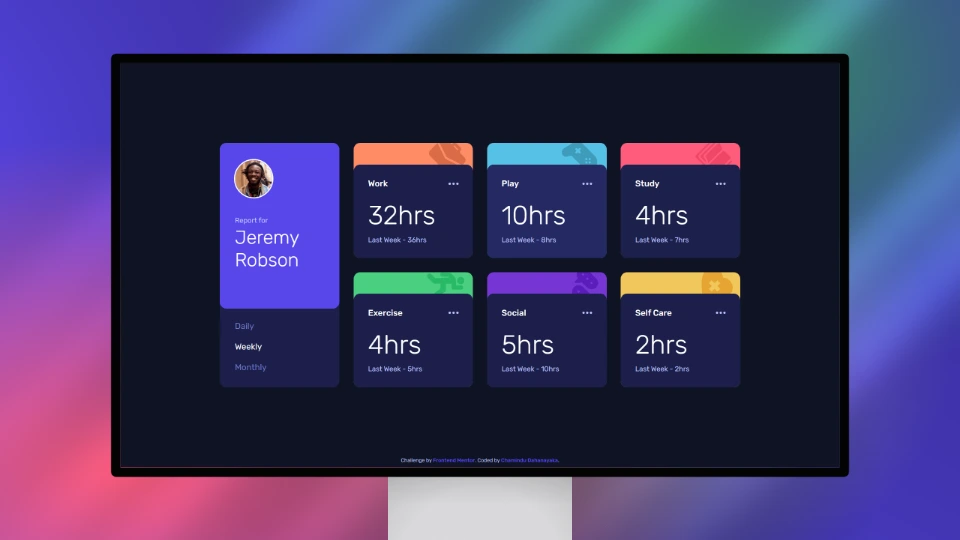 Report for
Jeremy
Robson
Daily
Weekly
Monthly
Work
32hrs
Last Week - 36hrs
Play
10hrs
Last Week - 8hrs
Study
4hrs
Last Week - 7hrs
Exercise
4hrs
Last Week - 5hrs
Social
5hrs
Last Week - 10hrs
Self Care
2hrs
Last Week - 2hrs
Challenge by Frontend Mentor. Coded by